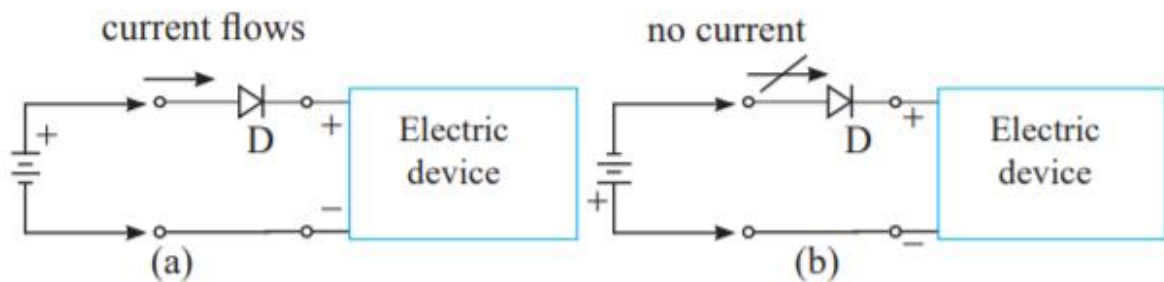 current flows
no current
+
D
+
−
Electric
device
(a)
+
D
+
−
Electric
device
(b)